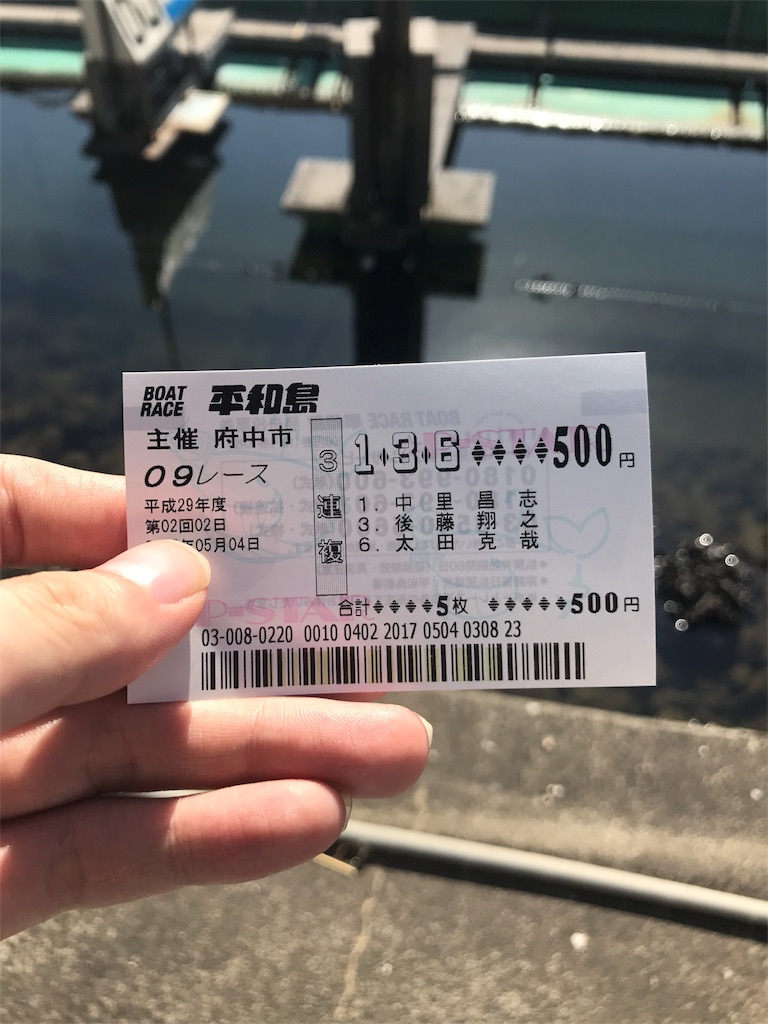 BOAT RACE 平和島
主催 府中市
09レース
平成29年度
第02回02日
年05月04日
3連複
1♦3♦6♦♦♦♦500円
1. 中里昌志
3. 後藤翔之
6. 太田克哉
合計♦♦♦♦5枚 ♦♦♦♦♦500円
P-STAR
03-008-0220 0010 0402 2017 0504 0308 23